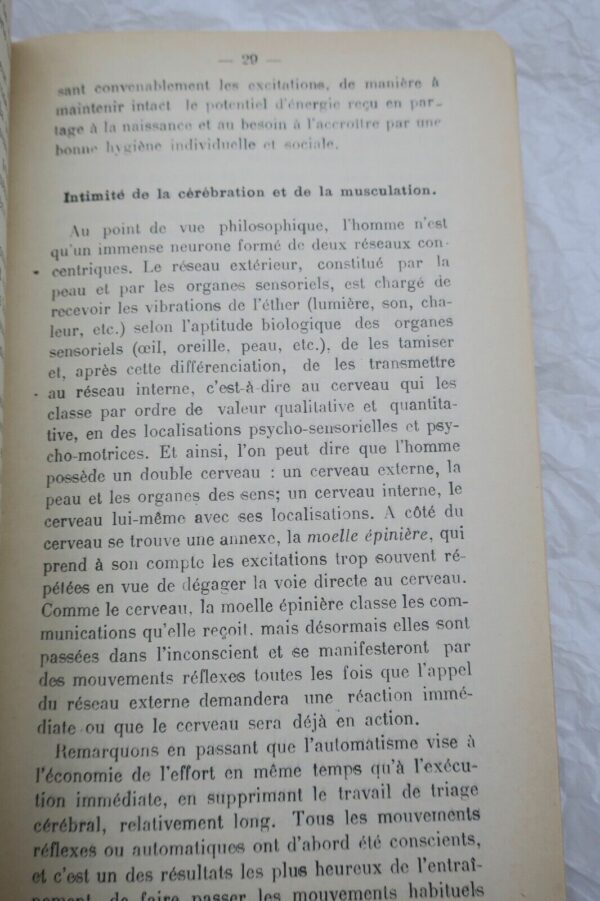 — 29 —
sant convenablement les excitations, de manière à
maintenir intact le potentiel d'énergie reçu en par-
tage à la naissance et au besoin à l'accroître par une
bonne hygiène individuelle et sociale.
Intimité de la cérébration et de la musculation.
Au point de vue philosophique, l'homme n'est
qu'un immense neurone formé de deux réseaux con-
centriques. Le réseau extérieur, constitué par la
peau et par les organes sensoriels, est chargé de
recevoir les vibrations de l'éther (lumière, son, cha-
leur, etc.) selon l'aptitude biologique des organes
sensoriels (œil, oreille, peau, etc.), de les tamiser
et, après cette différenciation, de les transmettre
au réseau interne, c'est-à-dire au cerveau qui les
classe par ordre de valeur qualitative et quantita-
tive, en des localisations psycho-sensorielles et psy-
cho-motrices. Et ainsi, l'on peut dire que l'homme
possède un double cerveau : un cerveau externe, la
peau et les organes des sens; un cerveau interne, le
cerveau lui-même avec ses localisations. A côté du
cerveau se trouve une annexe, la moelle épinière, qui
prend à son compte les excitations trop souvent ré-
pétées en vue de dégager la voie directe au cerveau.
Comme le cerveau, la moelle épinière classe les com-
munications qu'elle reçoit, mais désormais elles sont
passées dans l'inconscient et se manifesteront par
des mouvements réflexes toutes les fois que l'appel
du réseau externe demandera une réaction immé-
diate ou que le cerveau sera déjà en action.
Remarquons en passant que l'automatisme vise à
l'économie de l'effort en même temps qu'à l'exécu-
tion immédiate, en supprimant le travail de triage
cérébral, relativement long. Tous les mouvements
réflexes ou automatiques ont d'abord été conscients,
et c'est un des résultats les plus heureux de l'entraî-
nement de faire passer les mouvements habituels